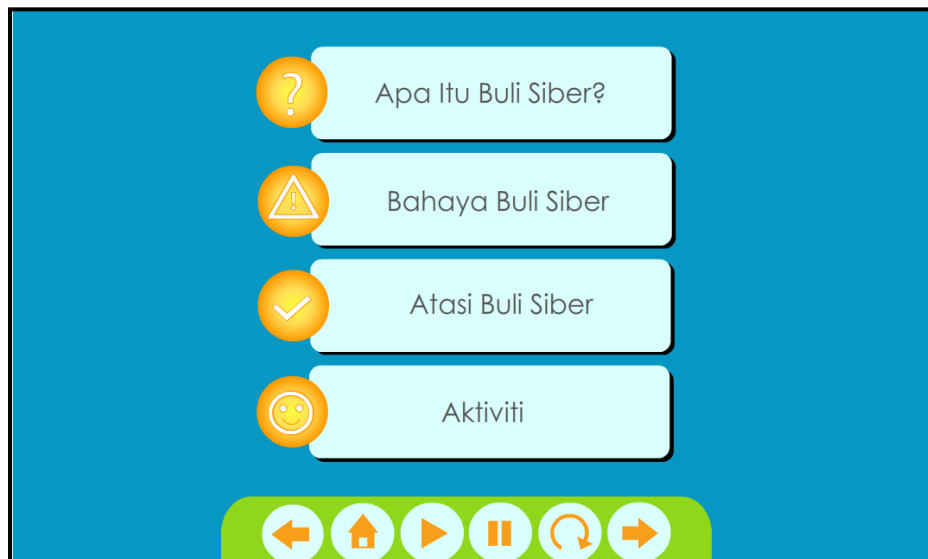 Apa Itu Buli Siber?
Bahaya Buli Siber
Atasi Buli Siber
Aktiviti